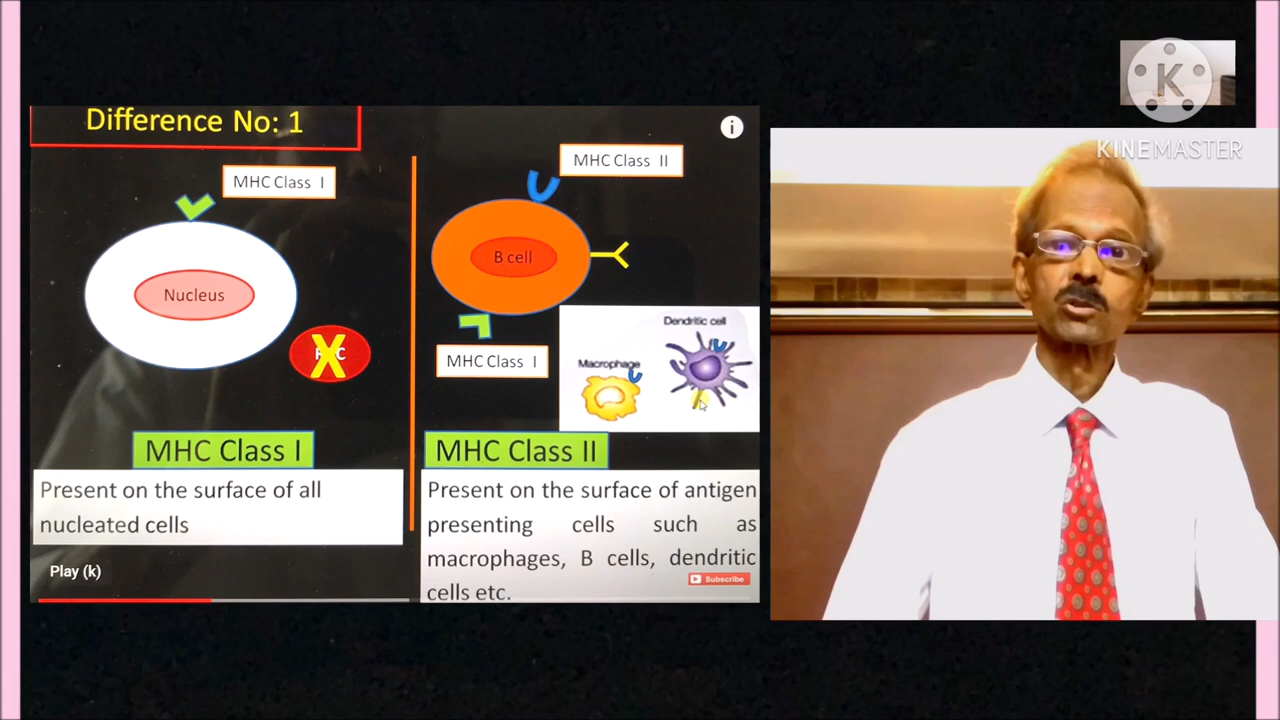 K
KINEMASTER
Difference No: 1
i
MHC Class I
MHC Class II
Nucleus
B cell
MHC Class I
Dendritic cell
Macrophage
MHC Class I
Present on the surface of all
nucleated cells
MHC Class II
Present on the surface of antigen
presenting cells such as
macrophages, B cells, dendritic
cells etc.
Play (k)
Subscribe